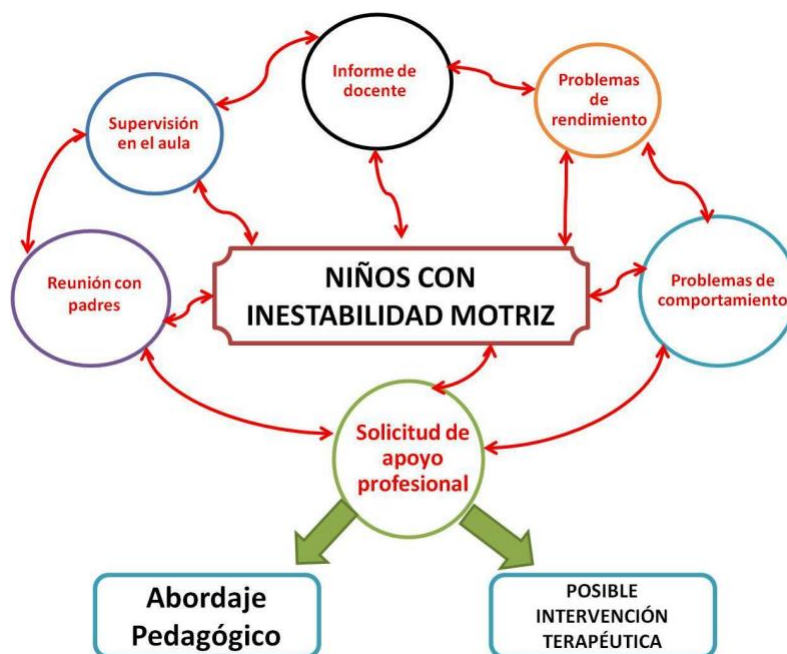 Informe de
docente
Problemas
de
rendimiento
Supervisión
en el aula
Reunión con
padres
NIÑOS CON
INESTABILIDAD MOTRIZ
Problemas de
comportamiento
Solicitud de
apoyo
profesional
Abordaje
Pedagógico
POSIBLE
INTERVENCIÓN
TERAPÉUTICA